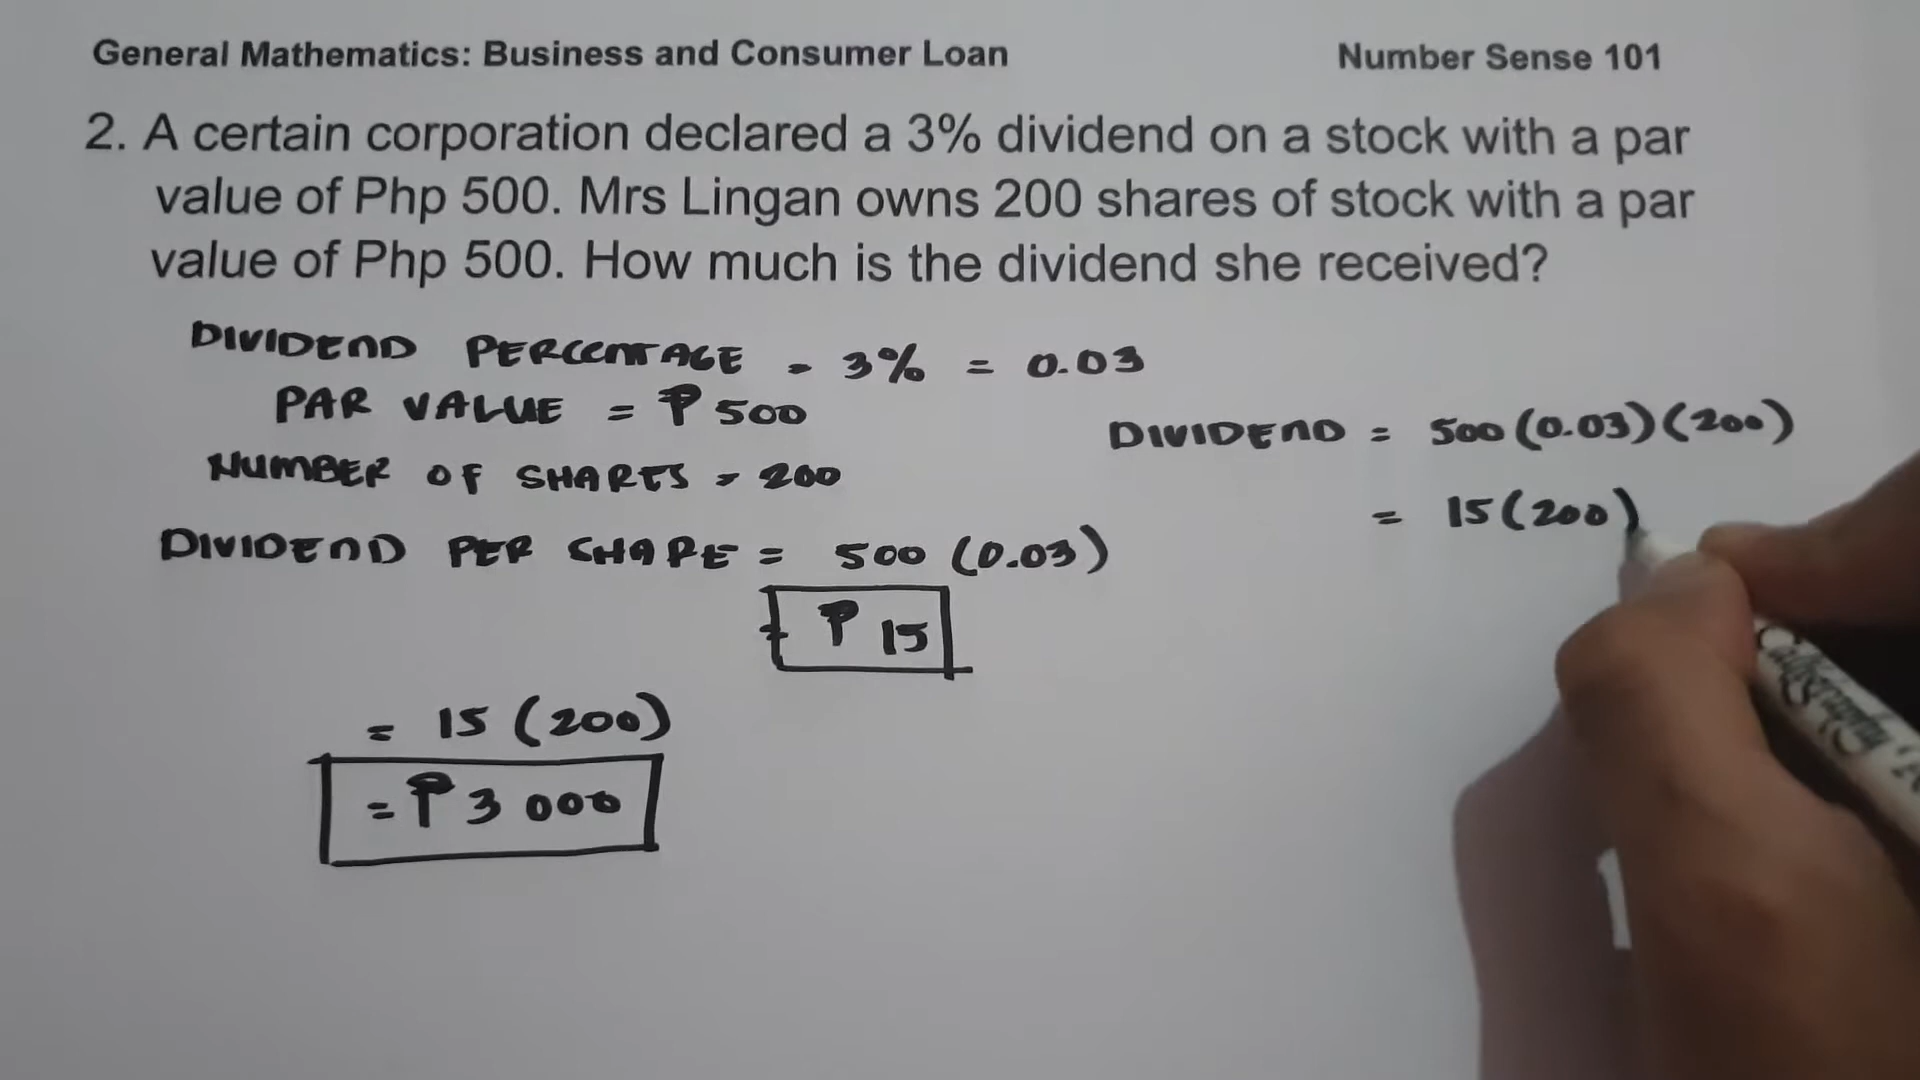 General Mathematics: Business and Consumer Loan
Number Sense 101
2. A certain corporation declared a 3% dividend on a stock with a par
value of Php 500. Mrs Lingan owns 200 shares of stock with a par
value of Php 500. How much is the dividend she received?
DIVIDEND PERCENTAGE = 3% = 0.03
PAR VALUE = ₱ 500
NUMBER OF SHARES = 200
DIVIDEND PER SHARE = 500 (0.03)
= ₱ 15
= 15 (200)
= ₱ 3 000
DIVIDEND = 500 (0.03) (200)
= 15 (200)
Calligraphy